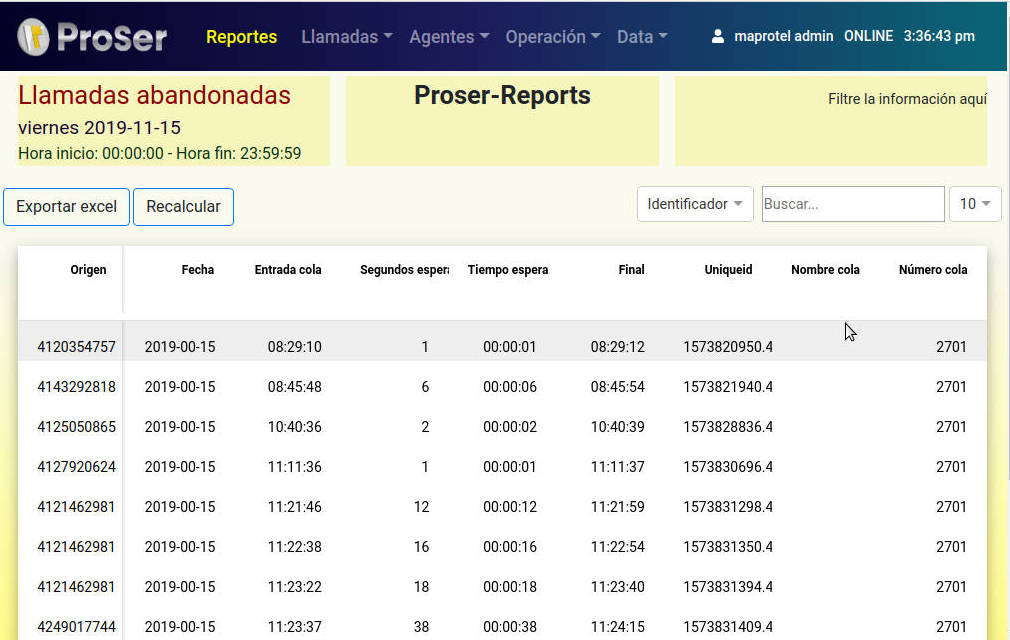 ProSer Reportes Llamadas Agentes Operación Data maprotel admin ONLINE 3:36:43 pm
Llamadas abandonadas
viernes 2019-11-15
Hora inicio: 00:00:00 - Hora fin: 23:59:59
Proser-Reports
Filtre la información aquí
Exportar excel Recalcular Identificador Buscar... 10
Origen Fecha Entrada cola Segundos espera Tiempo espera Final Uniqueid Nombre cola Número cola
4120354757 2019-00-15 08:29:10 1 00:00:01 08:29:12 1573820950.4 2701
4143292818 2019-00-15 08:45:48 6 00:00:06 08:45:54 1573821940.4 2701
4125050865 2019-00-15 10:40:36 2 00:00:02 10:40:39 1573828836.4 2701
4127920624 2019-00-15 11:11:36 1 00:00:01 11:11:37 1573830696.4 2701
4121462981 2019-00-15 11:21:46 12 00:00:12 11:21:59 1573831298.4 2701
4121462981 2019-00-15 11:22:38 16 00:00:16 11:22:54 1573831350.4 2701
4121462981 2019-00-15 11:23:22 18 00:00:18 11:23:40 1573831394.4 2701
4249017744 2019-00-15 11:23:37 38 00:00:38 11:24:15 1573831409.4 2701